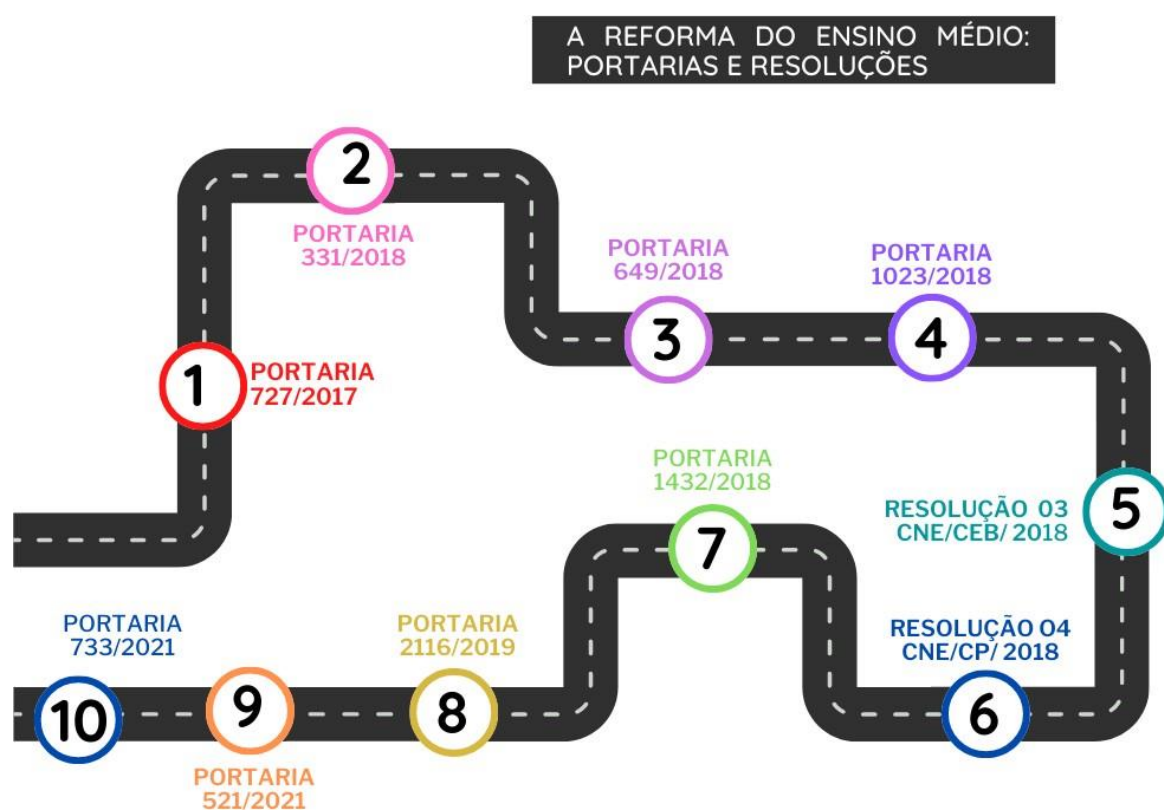 A REFORMA DO ENSINO MÉDIO:
PORTARIAS E RESOLUÇÕES
1
PORTARIA
727/2017
2
PORTARIA
331/2018
3
PORTARIA
649/2018
4
PORTARIA
1023/2018
5
RESOLUÇÃO 03
CNE/CEB/ 2018
6
RESOLUÇÃO 04
CNE/CP/ 2018
7
PORTARIA
1432/2018
8
PORTARIA
2116/2019
9
PORTARIA
521/2021
10
PORTARIA
733/2021